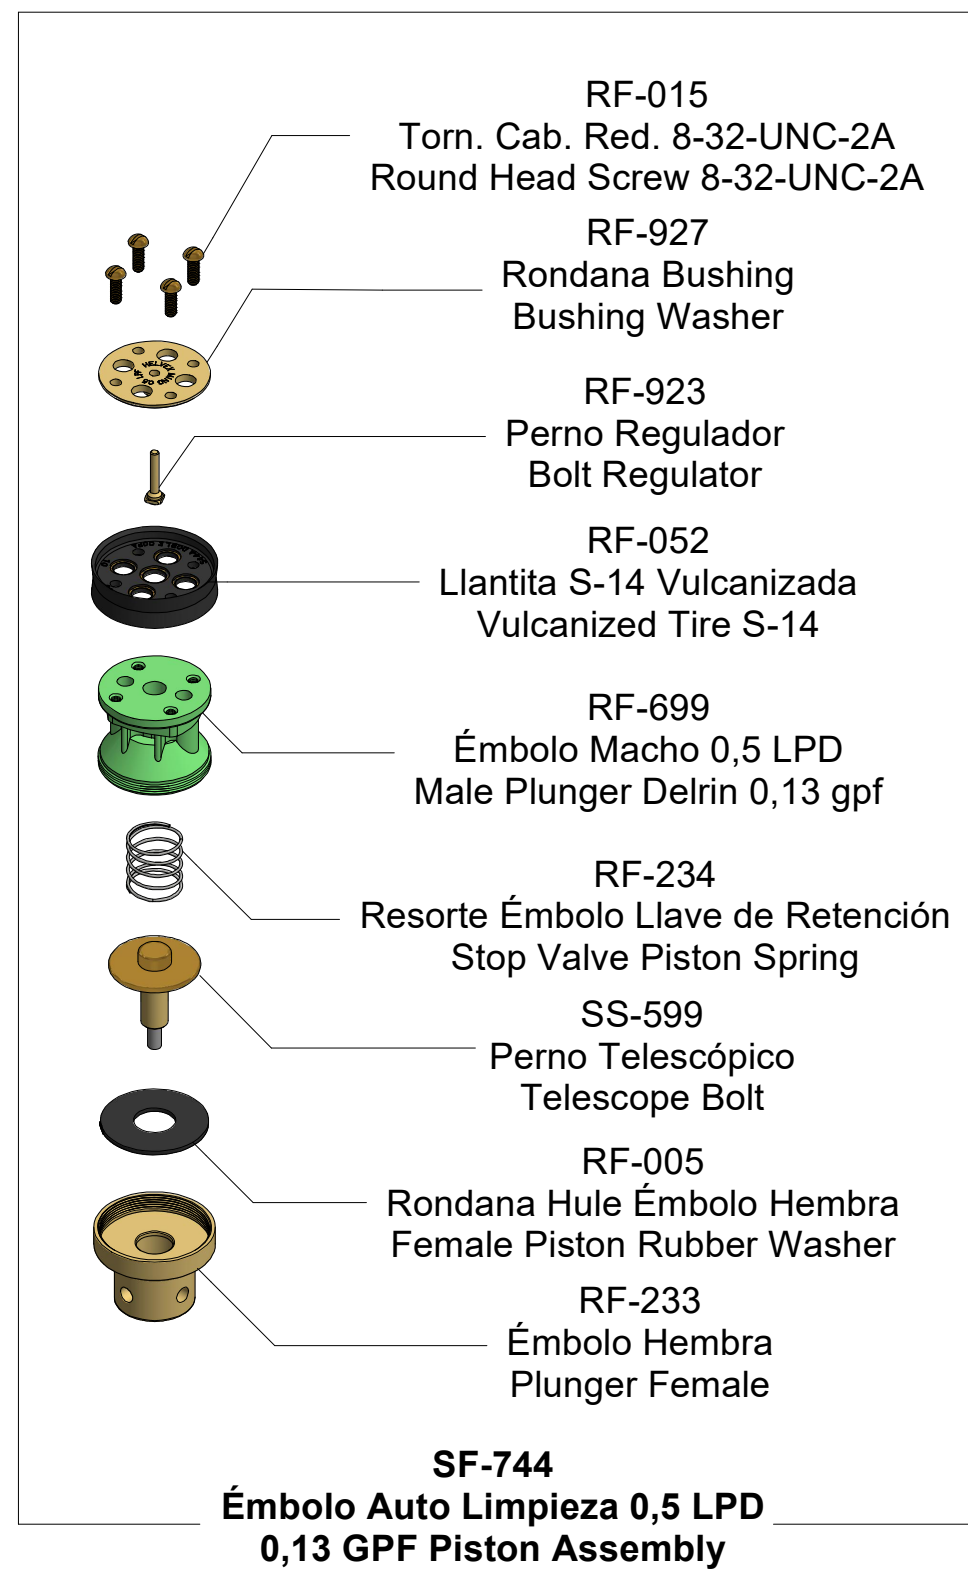 RF-015
Torn. Cab. Red. 8-32-UNC-2A
Round Head Screw 8-32-UNC-2A
RF-927
Rondana Bushing
Bushing Washer
HELVEX
RF-923
Perno Regulador
Bolt Regulator
RF-052
Llantita S-14 Vulcanizada
Vulcanized Tire S-14
RF-699
Émbolo Macho 0,5 LPD
Male Plunger Delrin 0,13 gpf
RF-234
Resorte Émbolo Llave de Retención
Stop Valve Piston Spring
SS-599
Perno Telescópico
Telescope Bolt
RF-005
Rondana Hule Émbolo Hembra
Female Piston Rubber Washer
RF-233
Émbolo Hembra
Plunger Female
SF-744
Émbolo Auto Limpieza 0,5 LPD
0,13 GPF Piston Assembly